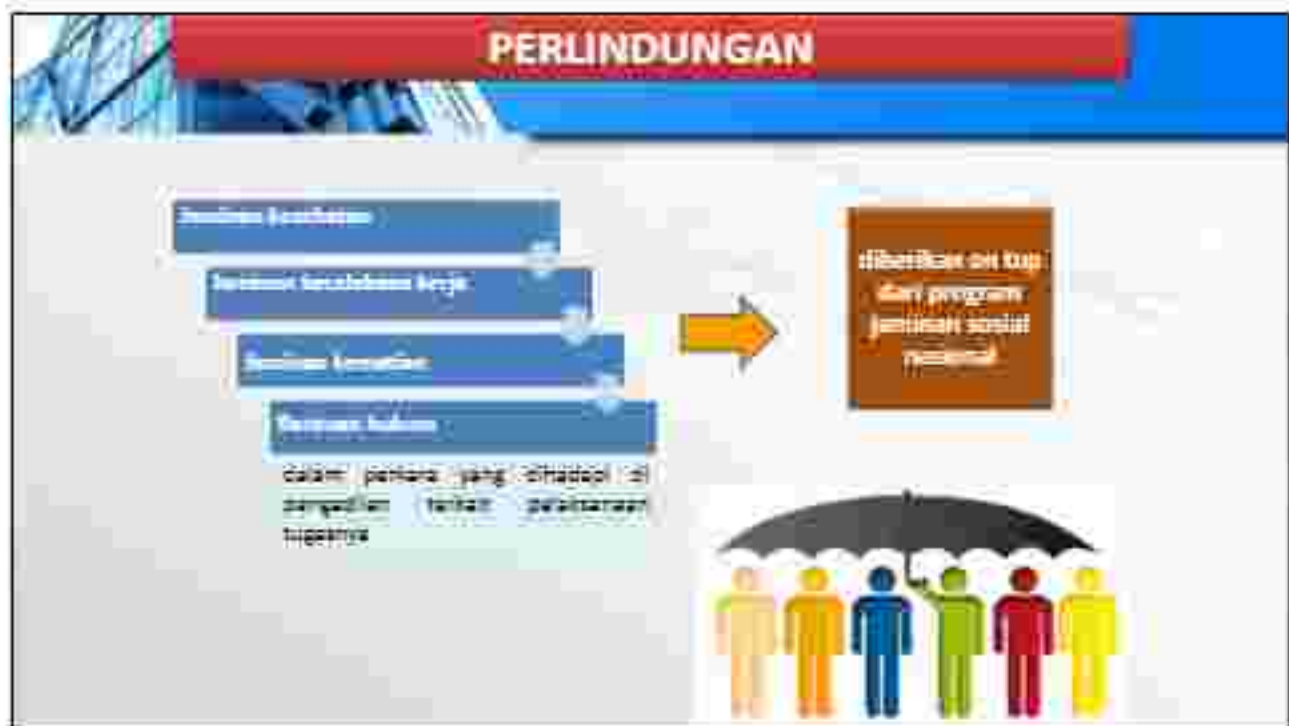 PERLINDUNGAN
Jaminan kesehatan
Jaminan kecelakaan kerja
Jaminan kematian
Bantuan hukum
dalam perkara yang dihadapi di
pengadilan terkait pelaksanaan
tugasnya
diberikan on top
dari program
jaminan sosial
nasional